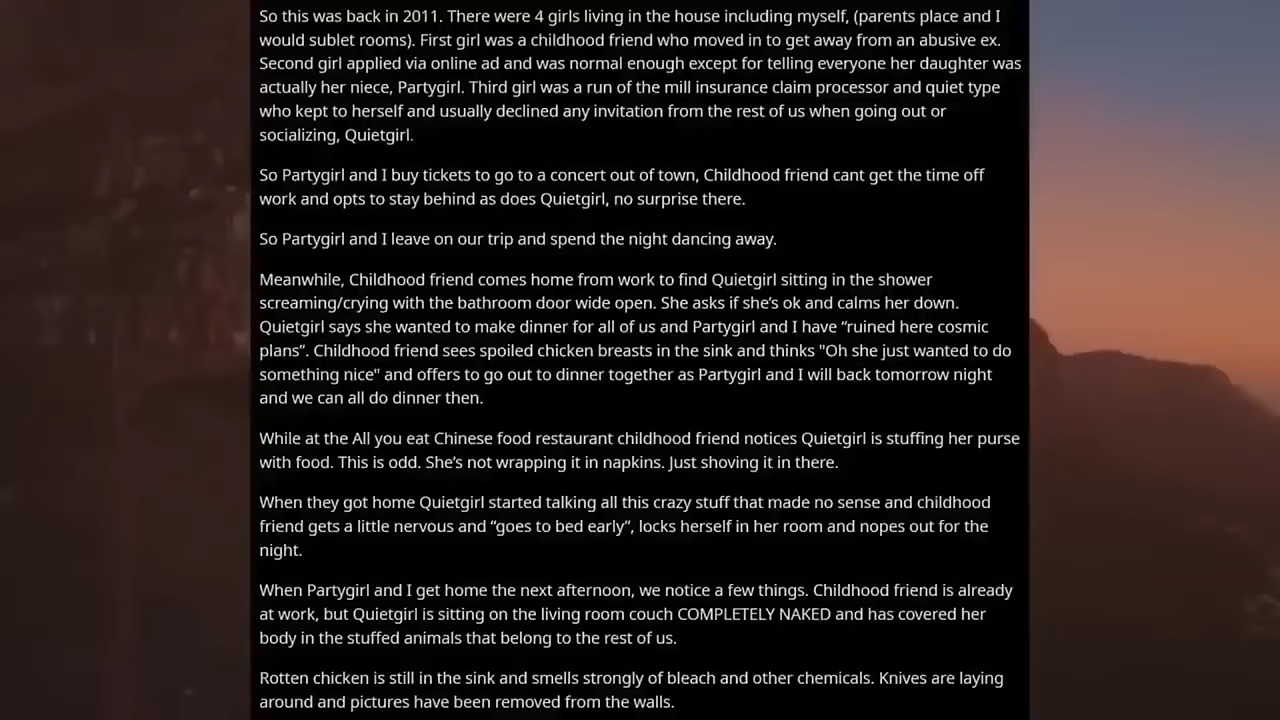 So this was back in 2011. There were 4 girls living in the house including myself, (parents place and I
would sublet rooms). First girl was a childhood friend who moved in to get away from an abusive ex.
Second girl applied via online ad and was normal enough except for telling everyone her daughter was
actually her niece, Partygirl. Third girl was a run of the mill insurance claim processor and quiet type
who kept to herself and usually declined any invitation from the rest of us when going out or
socializing, Quietgirl.
So Partygirl and I buy tickets to go to a concert out of town, Childhood friend cant get the time off
work and opts to stay behind as does Quietgirl, no surprise there.
So Partygirl and I leave on our trip and spend the night dancing away.
Meanwhile, Childhood friend comes home from work to find Quietgirl sitting in the shower
screaming/crying with the bathroom door wide open. She asks if she’s ok and calms her down.
Quietgirl says she wanted to make dinner for all of us and Partygirl and I have “ruined here cosmic
plans”. Childhood friend sees spoiled chicken breasts in the sink and thinks "Oh she just wanted to do
something nice" and offers to go out to dinner together as Partygirl and I will back tomorrow night
and we can all do dinner then.
While at the All you eat Chinese food restaurant childhood friend notices Quietgirl is stuffing her purse
with food. This is odd. She’s not wrapping it in napkins. Just shoving it in there.
When they got home Quietgirl started talking all this crazy stuff that made no sense and childhood
friend gets a little nervous and “goes to bed early”, locks herself in her room and nopes out for the
night.
When Partygirl and I get home the next afternoon, we notice a few things. Childhood friend is already
at work, but Quietgirl is sitting on the living room couch COMPLETELY NAKED and has covered her
body in the stuffed animals that belong to the rest of us.
Rotten chicken is still in the sink and smells strongly of bleach and other chemicals. Knives are laying
around and pictures have been removed from the walls.